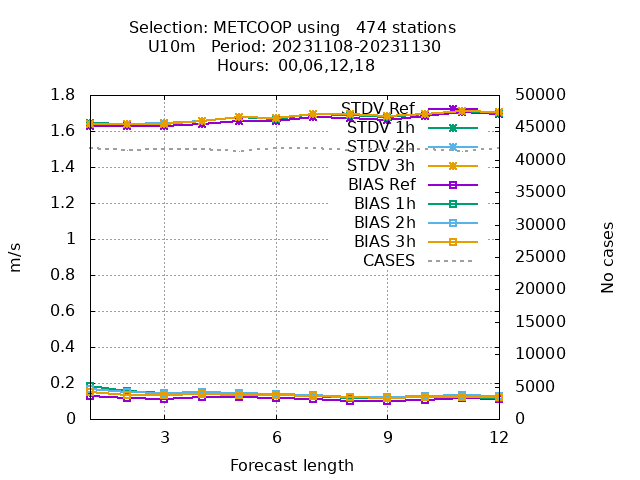 Selection: METCOOP using   474 stations
U10m   Period: 20231108-20231130
Hours: 00,06,12,18
1.8
1.6
1.4
1.2
1
0.8
0.6
0.4
0.2
0
m/s
STDV Ref
STDV 1h
STDV 2h
STDV 3h
BIAS Ref
BIAS 1h
BIAS 2h
BIAS 3h
CASES
50000
45000
40000
35000
30000
25000
20000
15000
10000
5000
0
No cases
3 6 9 12
Forecast length